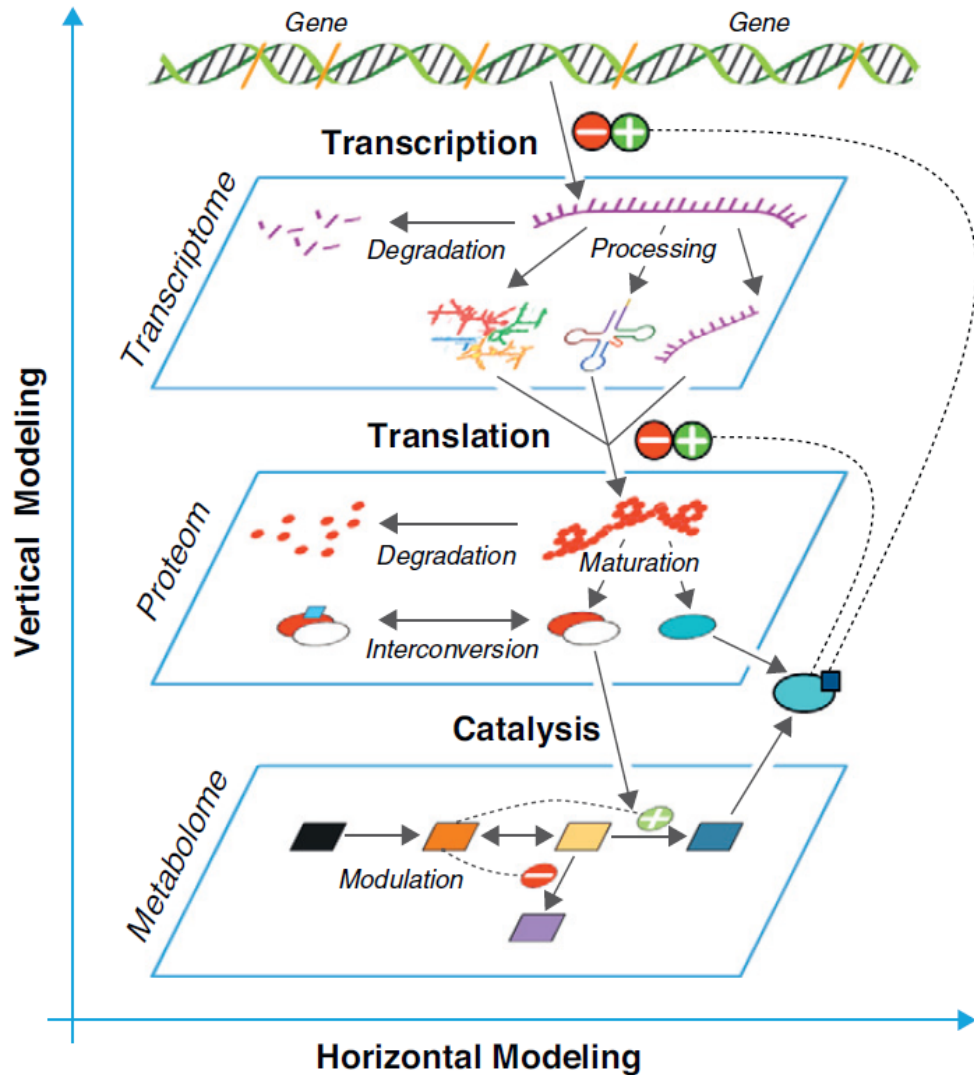 Gene
Gene
Transcription
Transcriptome
Degradation
Processing
Translation
Vertical Modeling
Proteom
Degradation
Maturation
Interconversion
Catalysis
Metabolome
Modulation
Horizontal Modeling